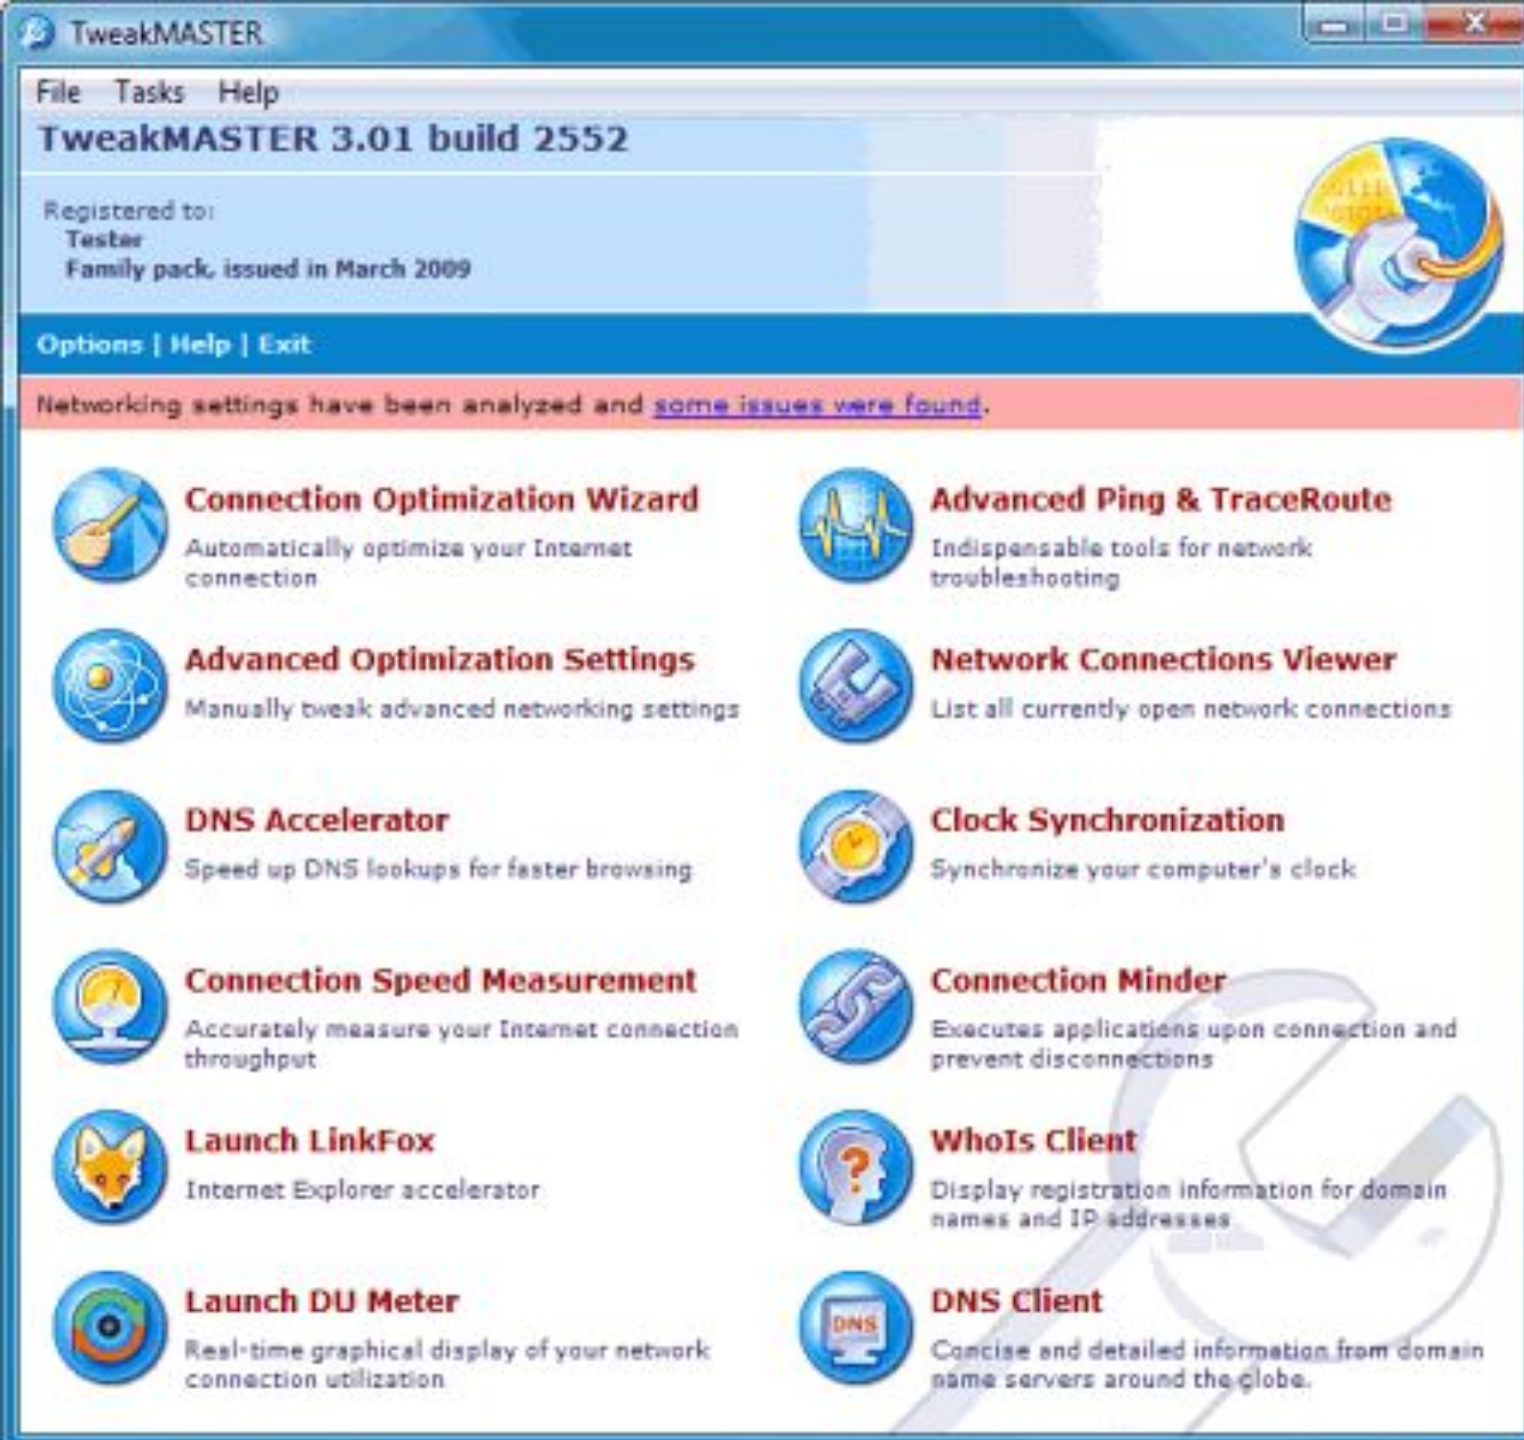 TweakMASTER
File Tasks Help
TweakMASTER 3.01 build 2552
Registered to:
Tester
Family pack, issued in March 2009
Options | Help | Exit
Networking settings have been analyzed and some issues were found.
Connection Optimization Wizard
Automatically optimize your Internet
connection
Advanced Optimization Settings
Manually tweak advanced networking settings
DNS Accelerator
Speed up DNS lookups for faster browsing
Connection Speed Measurement
Accurately measure your Internet connection
throughput
Launch LinkFox
Internet Explorer accelerator
Launch DU Meter
Real-time graphical display of your network
connection utilization
Advanced Ping & TraceRoute
Indispensable tools for network
troubleshooting
Network Connections Viewer
List all currently open network connections
Clock Synchronization
Synchronize your computer's clock
Connection Minder
Executes applications upon connection and
prevent disconnections
WhoIs Client
Display registration information for domain
names and IP addresses
DNS
DNS Client
Concise and detailed information from domain
name servers around the globe.